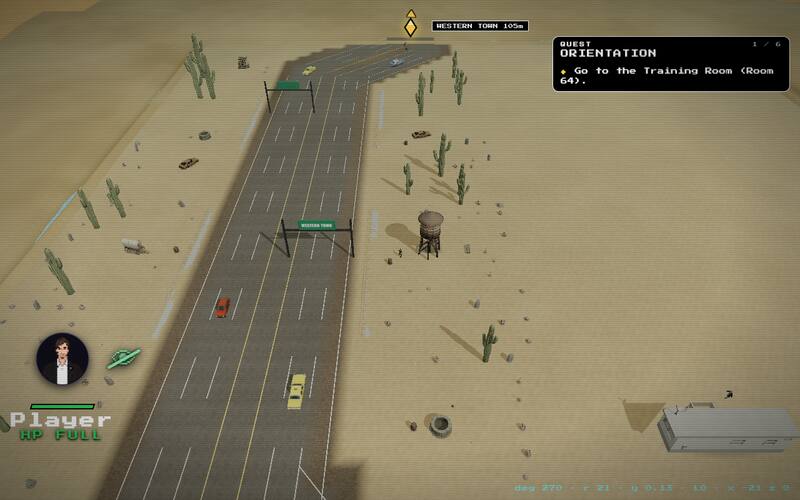 WESTERN TOWN 105m
QUEST 1 / 6
ORIENTATION
◆ Go to the Training Room (Room
64).
WESTERN TOWN
Player
HP FULL